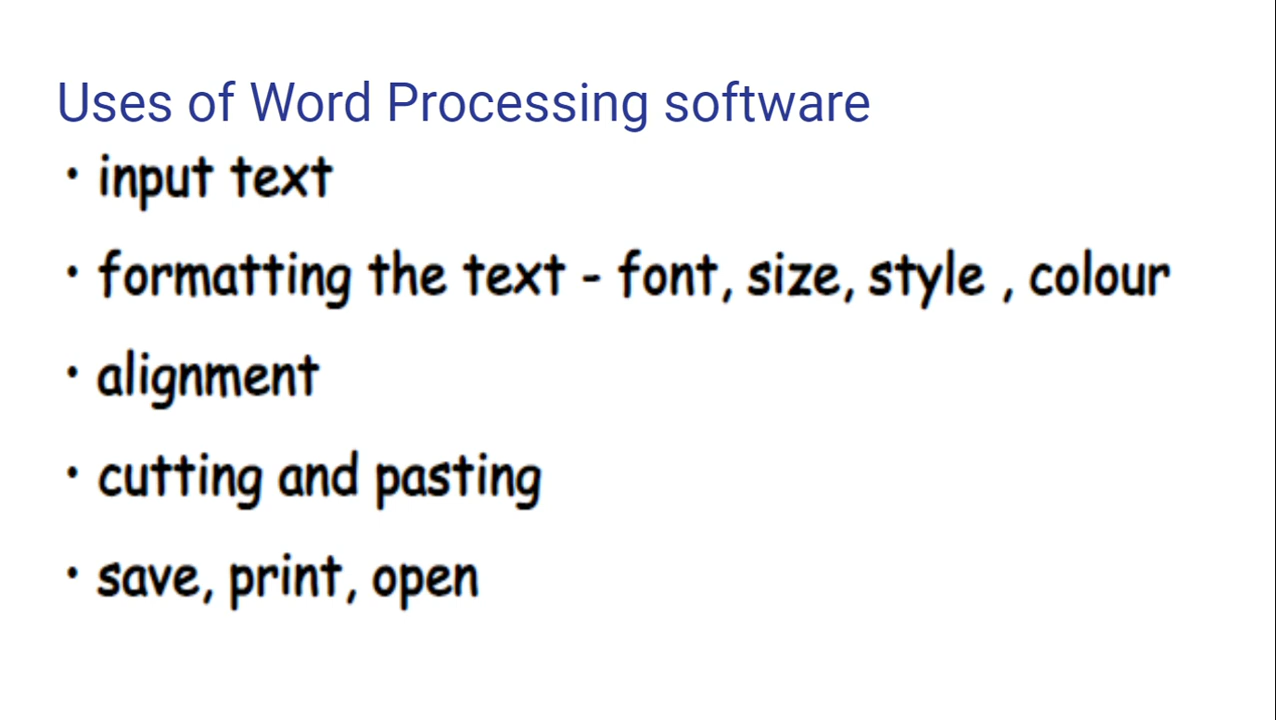 Uses of Word Processing software
• input text
• formatting the text - font, size, style , colour
• alignment
• cutting and pasting
• save, print, open